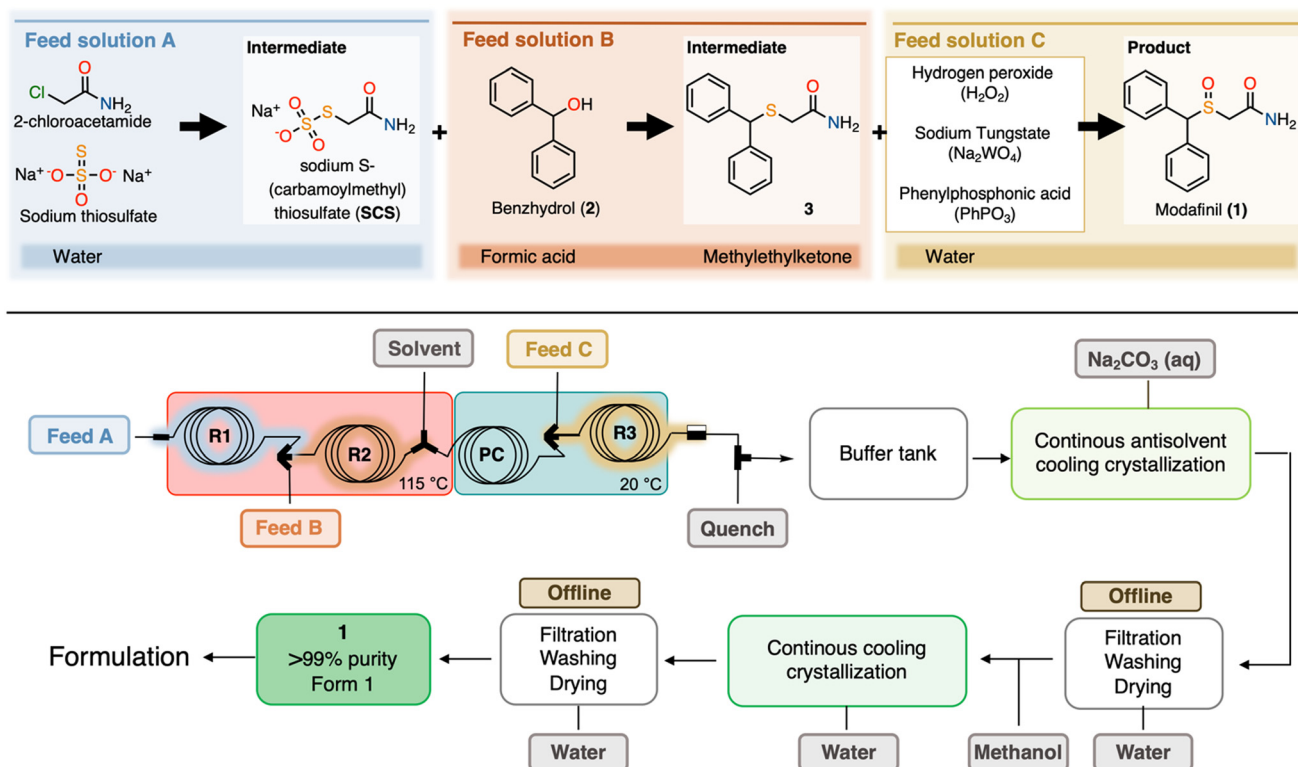 Feed solution A
Intermediate
Cl
O
NH₂
2-chloroacetamide
S
Na⁺ ⁻O S O⁻ Na⁺
O
Sodium thiosulfate
Na⁺
O O
S S
⁻O O
O
NH₂
sodium S-
(carbamoylmethyl)
thiosulfate (SCS)
Water
+
Feed solution B
Intermediate
OH
Benzhydrol (2)
S
O
NH₂
3
Formic acid
Methylethylketone
+
Feed solution C
Product
Hydrogen peroxide
(H₂O₂)
Sodium Tungstate
(Na₂WO₄)
Phenylphosphonic acid
(PhPO₃)
O
S
O
NH₂
Modafinil (1)
Water
Solvent
Feed C
Na₂CO₃ (aq)
Feed A
R1
R2
PC
R3
115 °C
20 °C
Buffer tank
Continous antisolvent
cooling crystallization
Feed B
Quench
Offline
Offline
Formulation
1
>99% purity
Form 1
Filtration
Washing
Drying
Continous cooling
crystallization
Filtration
Washing
Drying
Water
Water
Methanol
Water